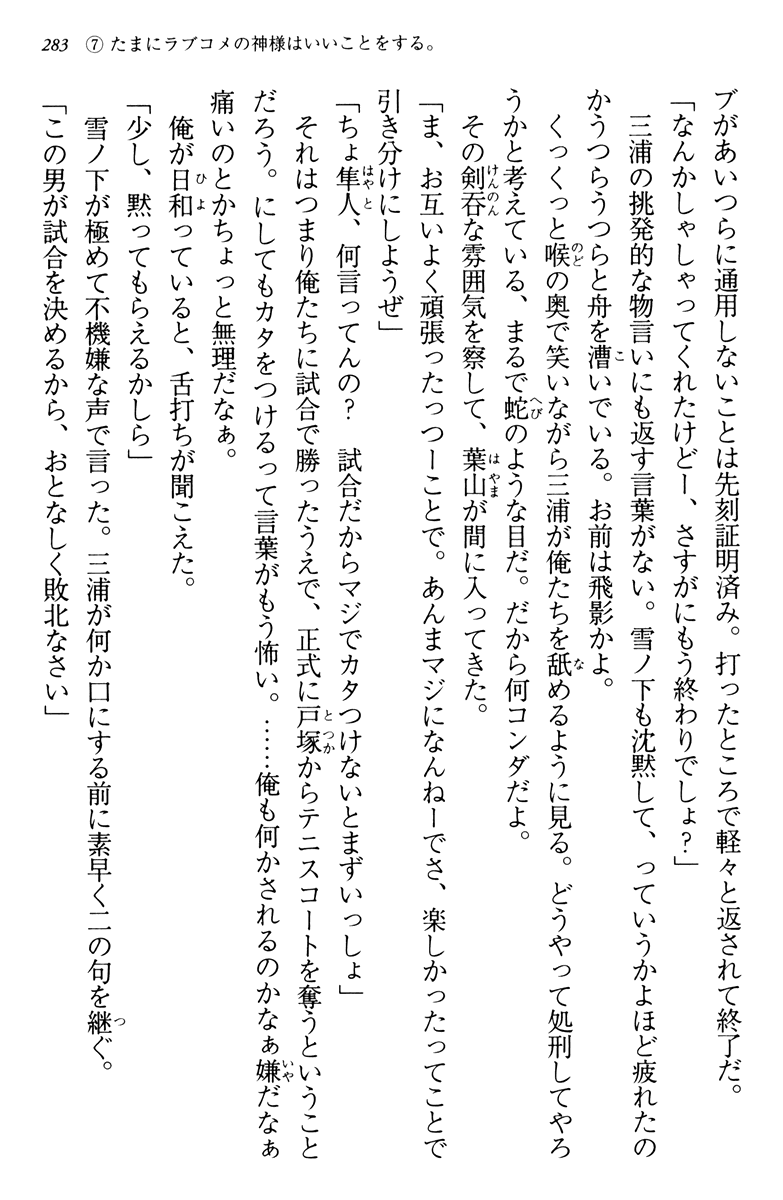 283 ⑦ たまにラブコメの神様はいいことをする。
ブがあいつらに通用しないことは先刻証明済み。打ったところで軽々と返されて終了だ。
「なんかしゃしゃってくれたけどー、さすがにもう終わりでしょ？」
三浦の挑発的な物言いにも返す言葉がない。雪ノ下も沈黙して、っていうかよほど疲れたの
かうつらうつらと舟を漕いでいる。お前は飛影かよ。
くっくっと喉の奥で笑いながら三浦が俺たちを舐めるように見る。どうやって処刑してやろ
うかと考えている、まるで蛇のような目だ。だから何コンダだよ。
その剣呑な雰囲気を察して、葉山が間に入ってきた。
「ま、お互いよく頑張ったっつーことで。あんまマジになんねーでさ、楽しかったってことで
引き分けにしようぜ」
「ちょ隼人、何言ってんの？　試合だからマジでカタつけないとまずいっしょ」
それはつまり俺たちに試合で勝ったうえで、正式に戸塚からテニスコートを奪うということ
だろう。にしてもカタをつけるって言葉がもう怖い。……俺も何かされるのかなぁ嫌だなぁ
痛いのとかちょっと無理だなぁ。
俺が日和っていると、舌打ちが聞こえた。
「少し、黙ってもらえるかしら」
雪ノ下が極めて不機嫌な声で言った。三浦が何か口にする前に素早く二の句を継ぐ。
「この男が試合を決めるから、おとなしく敗北なさい」